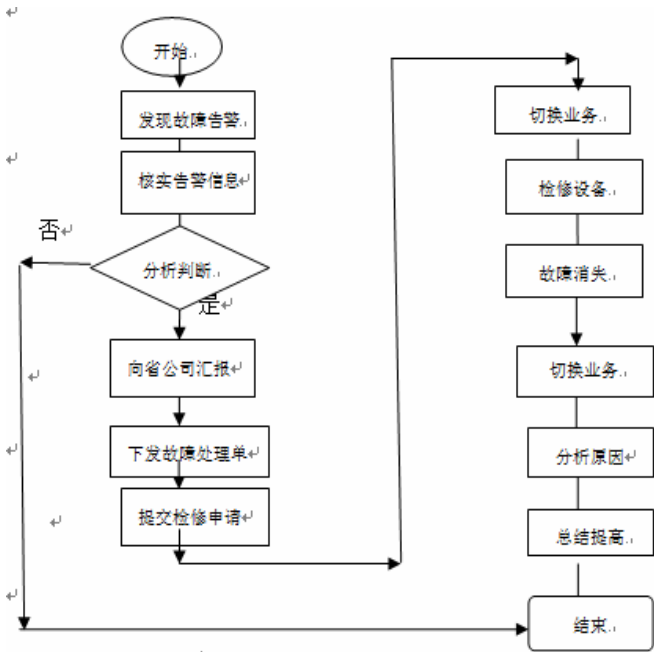 开始
发现故障告警
核实告警信息
否
分析判断
是
向省公司汇报
下发故障处理单
提交检修申请
切换业务
检修设备
故障消失
切换业务
分析原因
总结提高
结束